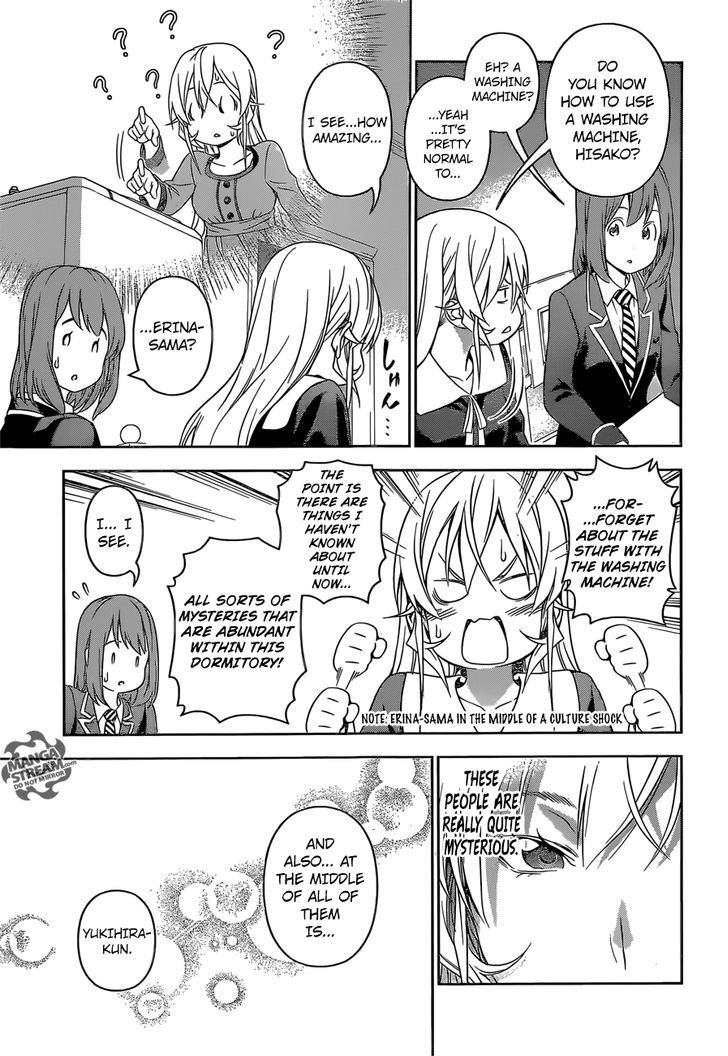 DO
YOU KNOW
HOW TO USE
A WASHING
MACHINE,
HISAKO?
EH? A
WASHING
MACHINE?
...YEAH
...IT'S
PRETTY
NORMAL
TO...
I SEE...HOW
AMAZING...
? ? ? ? ? ?
しゅん…
...ERINA-
SAMA?
...FOR-
...FORGET
ABOUT THE
STUFF WITH
THE WASHING
MACHINE!
THE
POINT IS
THERE ARE
THINGS I
HAVEN'T
KNOWN
ABOUT
UNTIL
NOW...
ALL SORTS OF
MYSTERIES THAT
ARE ABUNDANT
WITHIN THIS
DORMITORY!
NOTE: ERINA-SAMA IN THE MIDDLE OF A CULTURE SHOCK
I... I
SEE.
MANGA
STREAM.COM
DO NOT MIRROR
THESE
PEOPLE ARE
REALLY QUITE
MYSTERIOUS.
AND
ALSO... AT
THE MIDDLE
OF ALL OF
THEM
IS...
YUKIHIRA-
KUN.